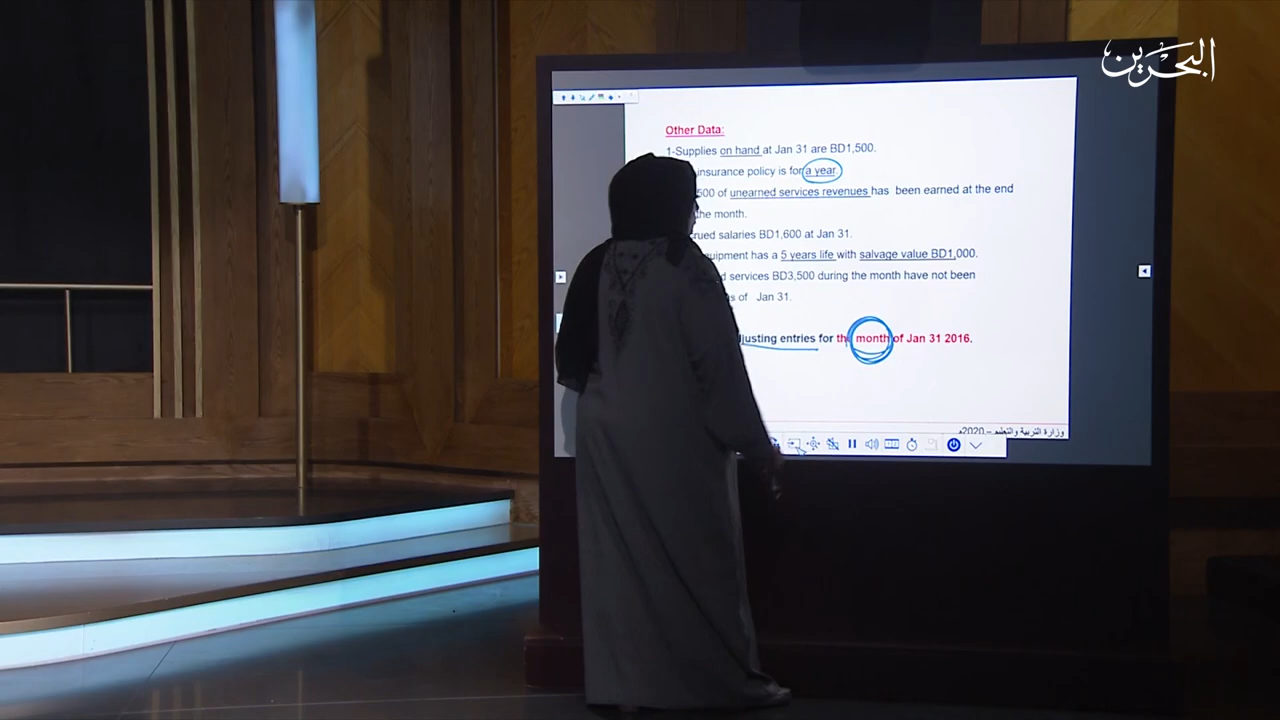 البحرين
Other Data:
1-Supplies on hand at Jan 31 are BD1,500.
insurance policy is for a year.
500 of unearned services revenues has been earned at the end
the month.
rued salaries BD1,600 at Jan 31.
quipment has a 5 years life with salvage value BD1,000.
d services BD3,500 during the month have not been
s of Jan 31.
djusting entries for the month of Jan 31 2016.
وزارة التربية والتعليم – 2020م